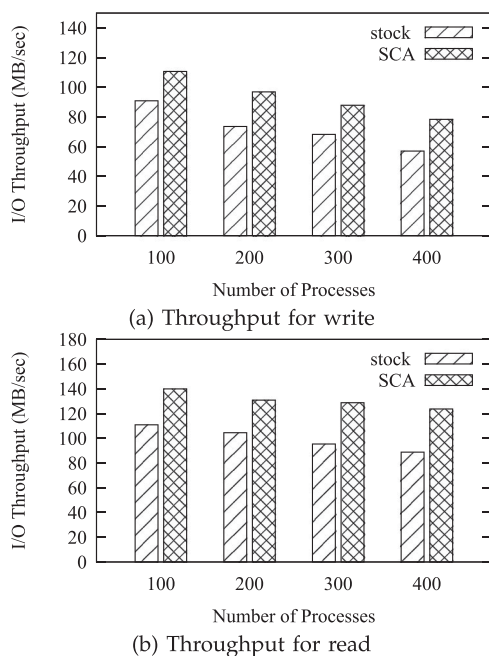 140
120
100
80
60
40
20
0
I/O Throughput (MB/sec)
stock
SCA
100 200 300 400
Number of Processes
(a) Throughput for write
180
160
140
120
100
80
60
40
20
0
I/O Throughput (MB/sec)
stock
SCA
100 200 300 400
Number of Processes
(b) Throughput for read